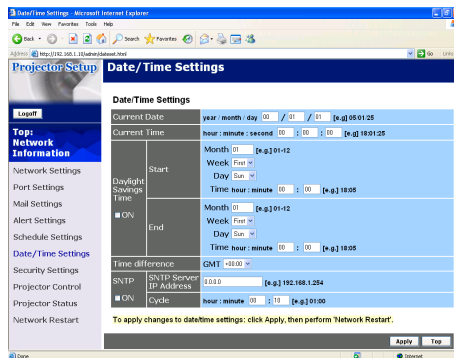 Date/Time Settings - Microsoft Internet Explorer
File Edit View Favorites Tools Help
Back Search Favorites
Address http://192.168.1.10/admin/dateset.html Go Links
Projector Setup
Date/Time Settings
Logoff
Top:
Network
Information
Network Settings
Port Settings
Mail Settings
Alert Settings
Schedule Settings
Date/Time Settings
Security Settings
Projector Control
Projector Status
Network Restart
Date/Time Settings
Current Date year / month / day 00 / 01 / 01 [e.g] 05/01/25
Current Time hour : minute : second 00 : 00 : 00 [e.g] 18:01:25
Daylight Savings Time
ON
Start
Month 01 [e.g.] 01-12
Week First
Day Sun
Time hour : minute 00 : 00 [e.g.] 18:05
End
Month 01 [e.g.] 01-12
Week First
Day Sun
Time hour : minute 00 : 00 [e.g.] 18:05
Time difference GMT +00:00
SNTP
ON
SNTP Server IP Address 0.0.0.0 [e.g.] 192.168.1.254
Cycle hour : minute 00 : 10 [e.g.] 01:00
To apply changes to date/time settings: click Apply, then perform 'Network Restart'.
Apply Top
Done Internet